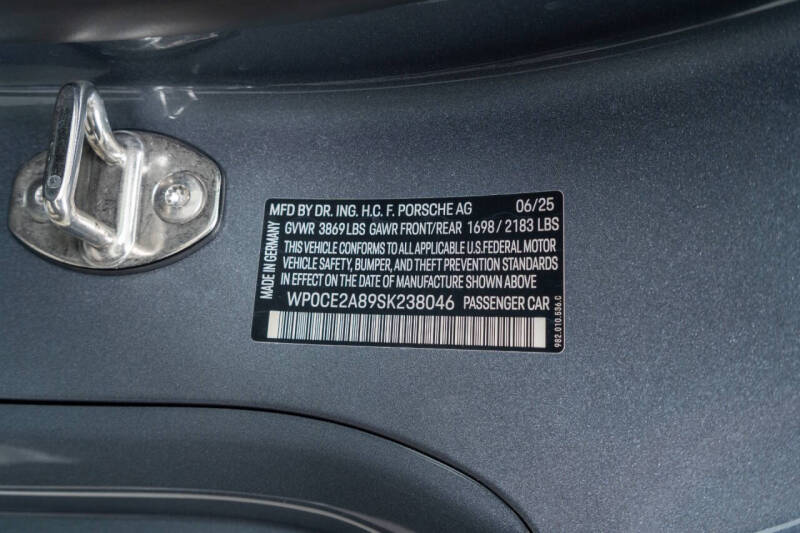 MFD BY DR. ING. H.C. F. PORSCHE AG 06/25
GVWR 3869 LBS GAWR FRONT/REAR 1698 / 2183 LBS
THIS VEHICLE CONFORMS TO ALL APPLICABLE U.S. FEDERAL MOTOR
VEHICLE SAFETY, BUMPER, AND THEFT PREVENTION STANDARDS
IN EFFECT ON THE DATE OF MANUFACTURE SHOWN ABOVE
WP0CE2A89SK238046 PASSENGER CAR
MADE IN GERMANY
982.010.536.C